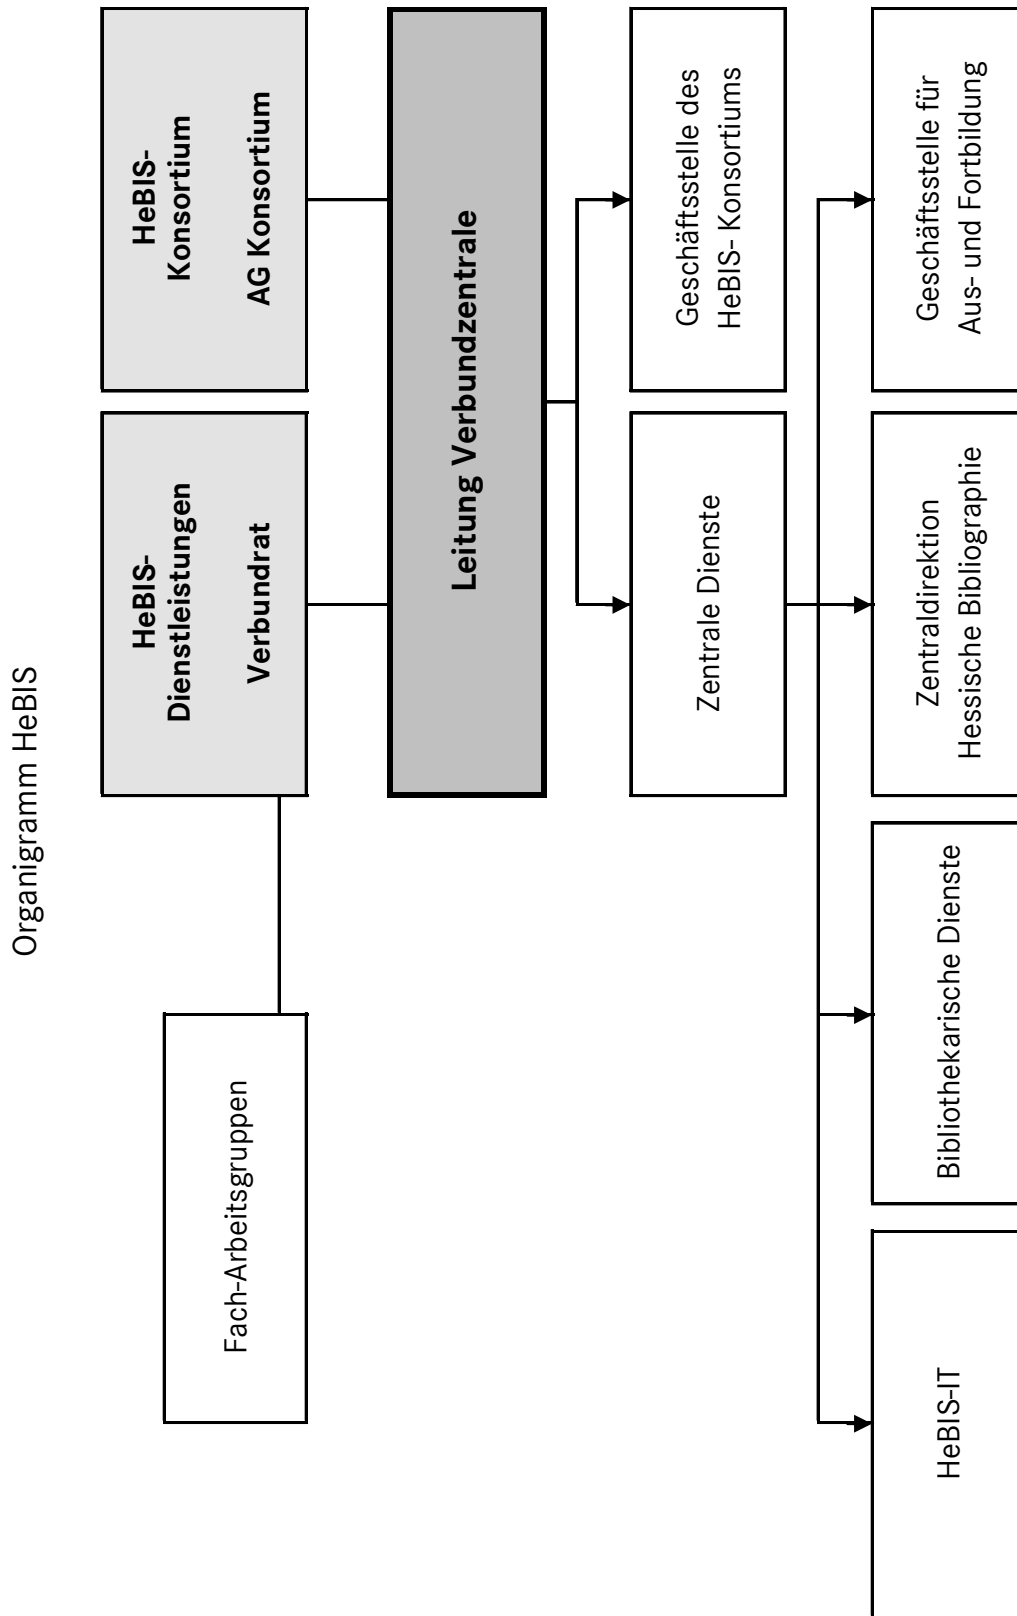 Organigramm HeBIS
Fach-Arbeitsgruppen
HeBIS-
Dienstleistungen
Verbundrat
HeBIS-
Konsortium
AG Konsortium
Leitung Verbundzentrale
Zentrale Dienste
Geschäftsstelle des
HeBIS- Konsortiums
HeBIS-IT
Bibliothekarische Dienste
Zentraldirektion
Hessische Bibliographie
Geschäftsstelle für
Aus- und Fortbildung